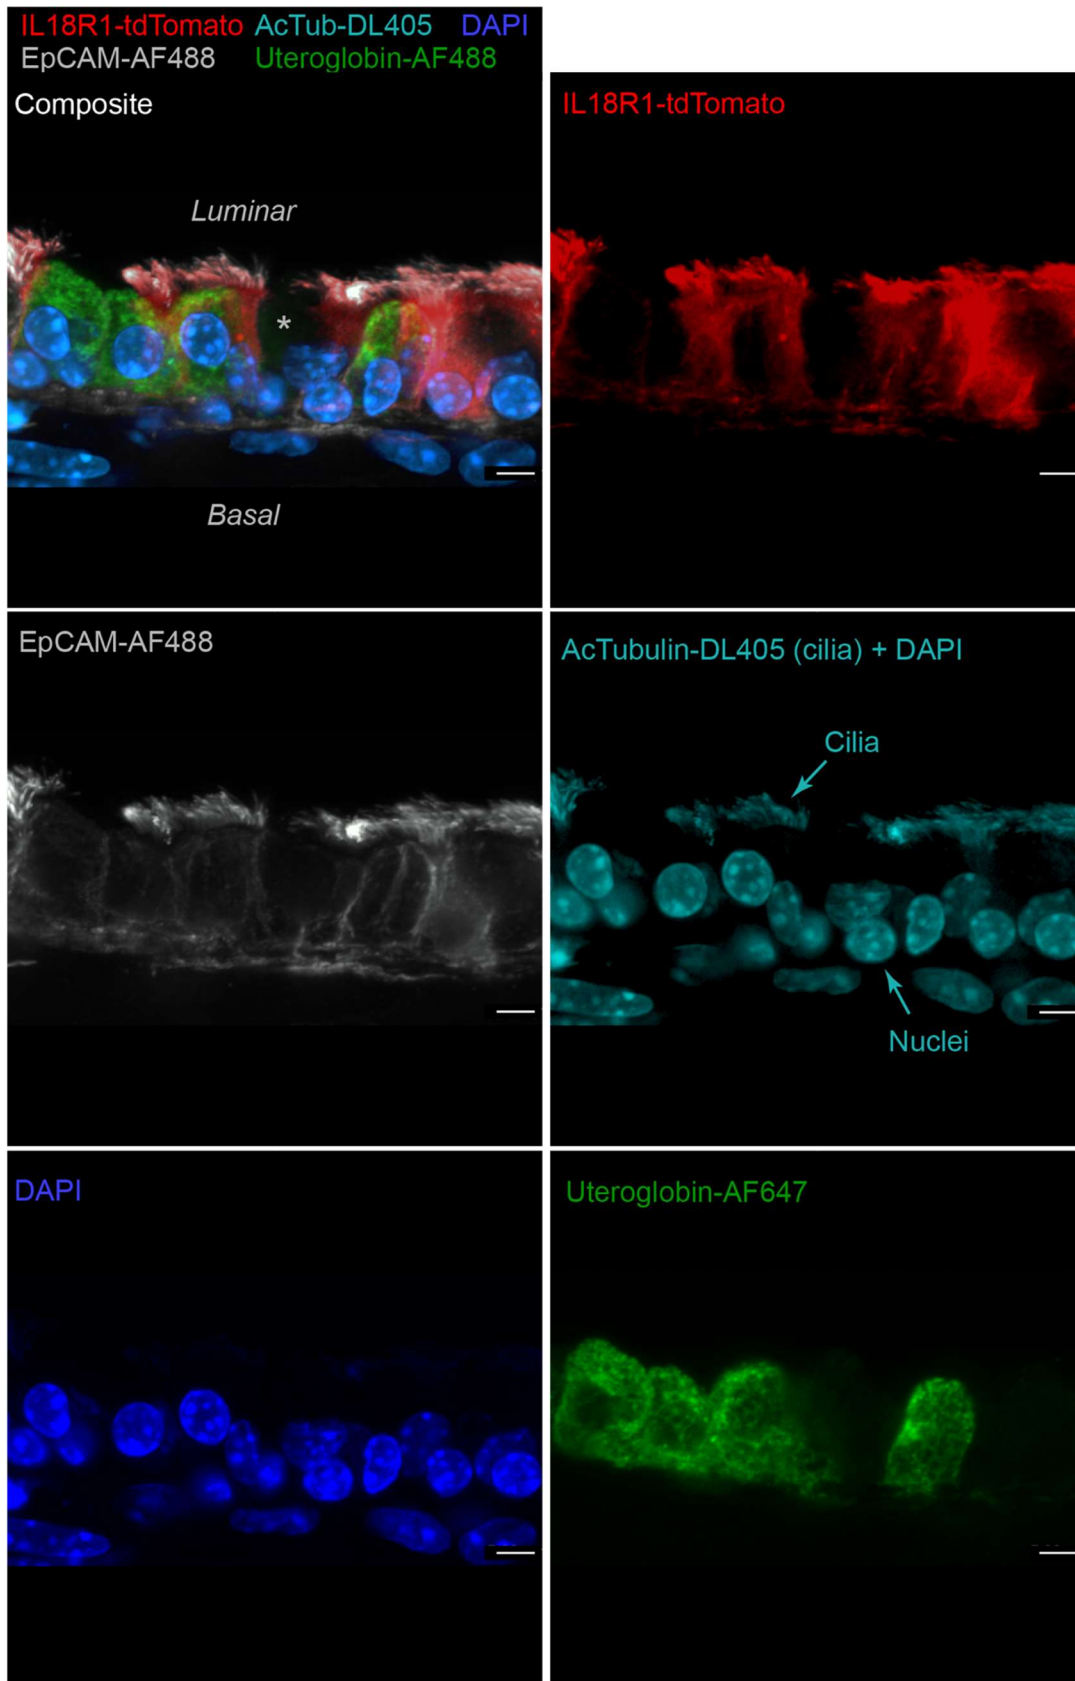 IL18R1-tdTomato AcTub-DL405 DAPI
EpCAM-AF488 Uteroglobin-AF488
Composite
Luminar
*
Basal
IL18R1-tdTomato
EpCAM-AF488
AcTubulin-DL405 (cilia) + DAPI
Cilia
Nuclei
DAPI
Uteroglobin-AF647